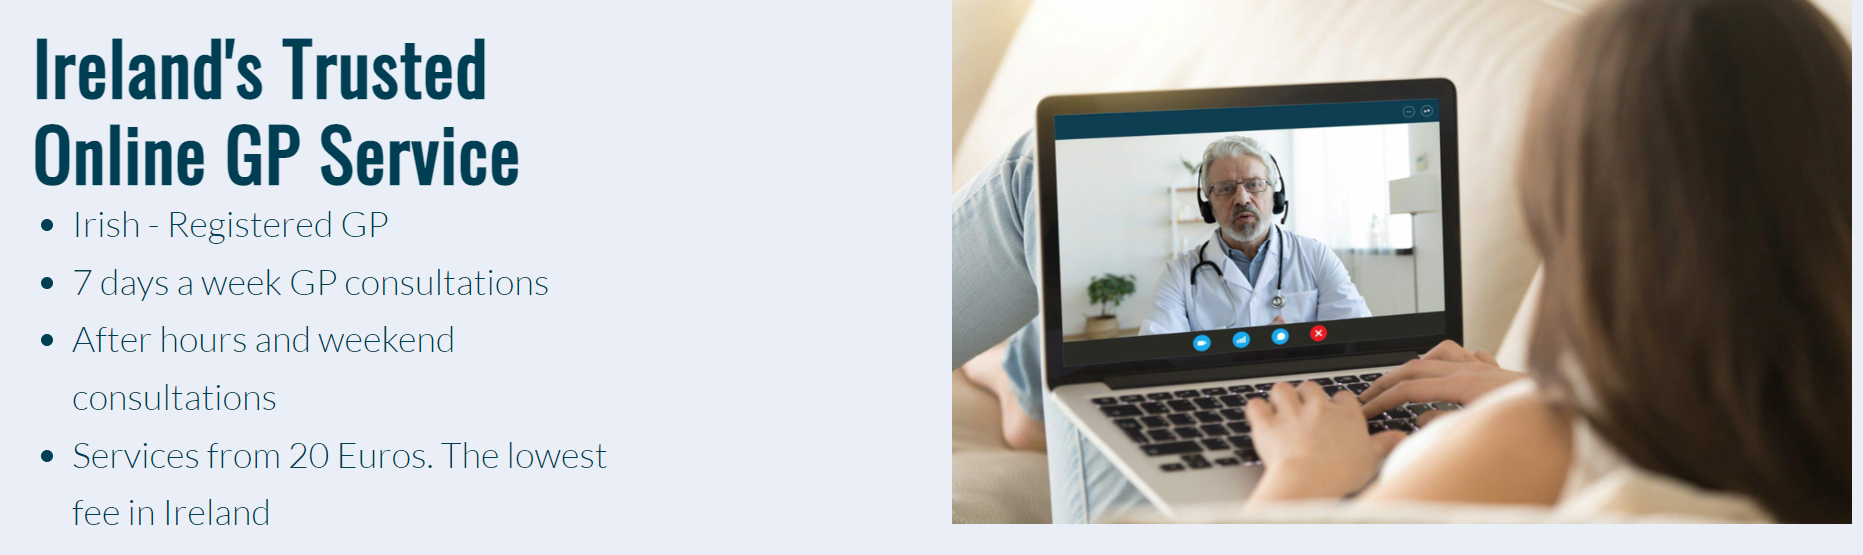 Ireland's Trusted
Online GP Service
• Irish - Registered GP
• 7 days a week GP consultations
• After hours and weekend
consultations
• Services from 20 Euros. The lowest
fee in Ireland